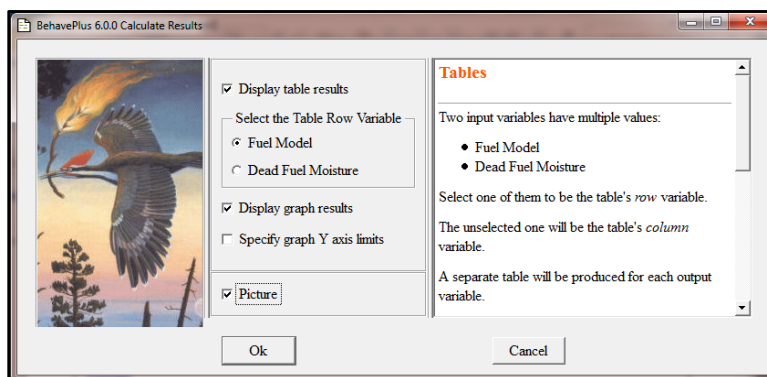 BehavePlus 6.0.0 Calculate Results
Display table results
Select the Table Row Variable
Fuel Model
Dead Fuel Moisture
Display graph results
Specify graph Y axis limits
Picture
Tables
Two input variables have multiple values:
Fuel Model
Dead Fuel Moisture
Select one of them to be the table's row variable.
The unselected one will be the table's column
variable.
A separate table will be produced for each output
variable.
Ok
Cancel